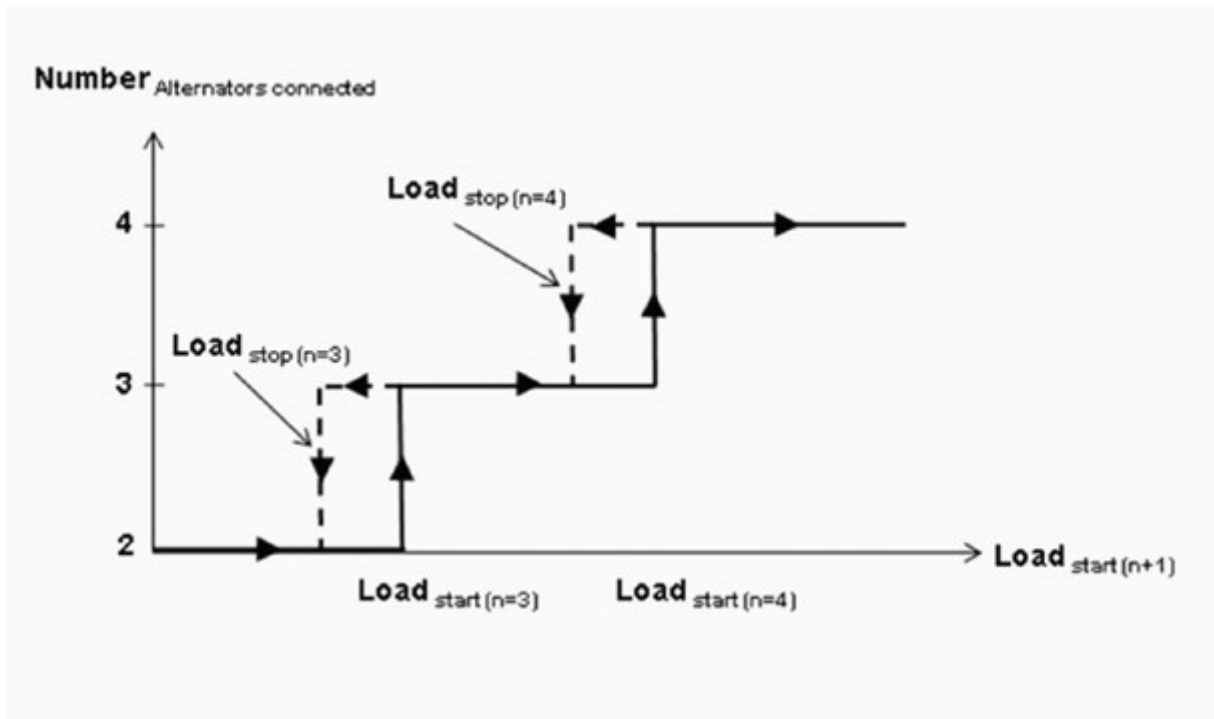 Number Alternators connected
Load stop (n=4)
4
Load stop (n=3)
3
2
Load start (n+1)
Load start (n=3) Load start (n=4)